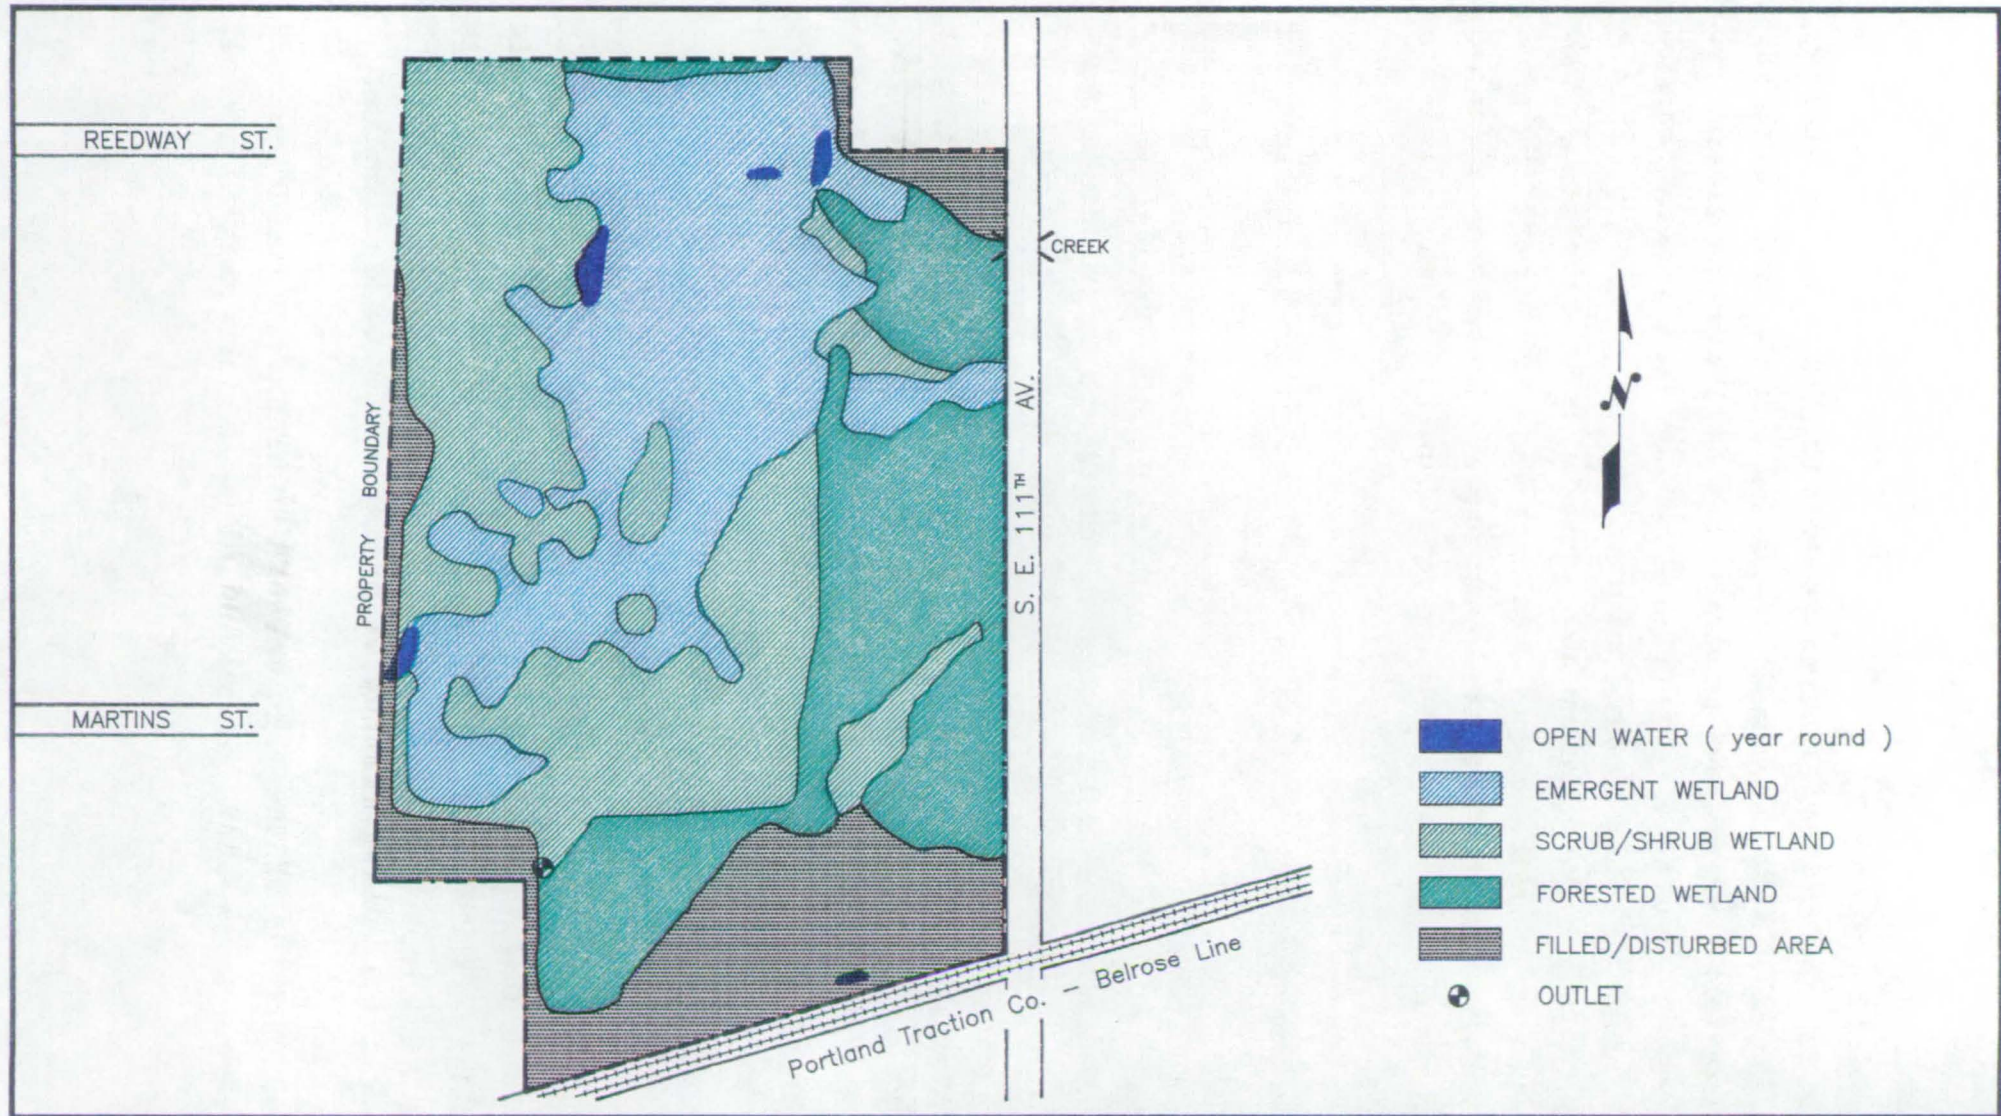 REEDWAY ST.
CREEK
PROPERTY BOUNDARY
S. E. 111TH AV.
MARTINS ST.
N
OPEN WATER ( year round )
EMERGENT WETLAND
SCRUB/SHRUB WETLAND
FORESTED WETLAND
FILLED/DISTURBED AREA
OUTLET
Portland Traction Co. – Belrose Line